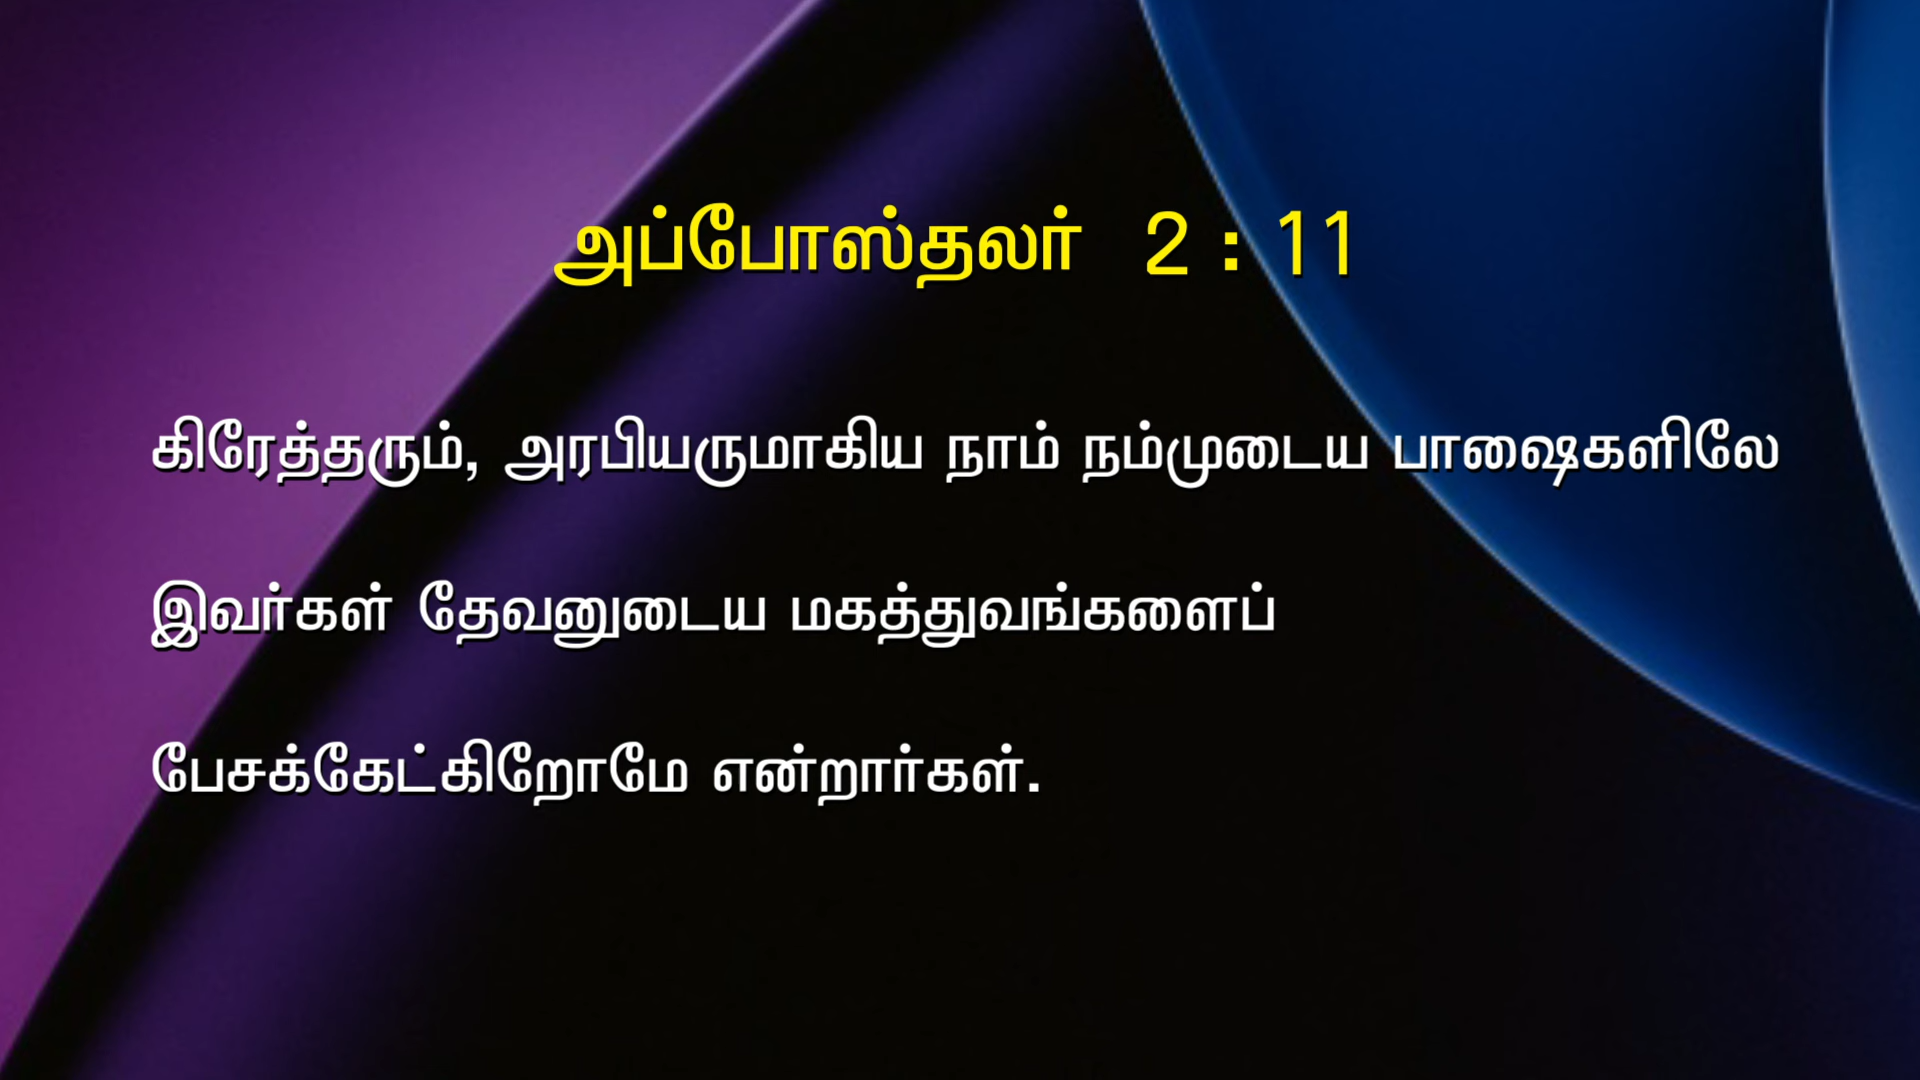 அப்போஸ்தலர் 2 : 11
கிரேத்தரும், அரபியருமாகிய நாம் நம்முடைய பாஷைகளிலே
இவர்கள் தேவனுடைய மகத்துவங்களைப்
பேசக்கேட்கிறோமே என்றார்கள்.